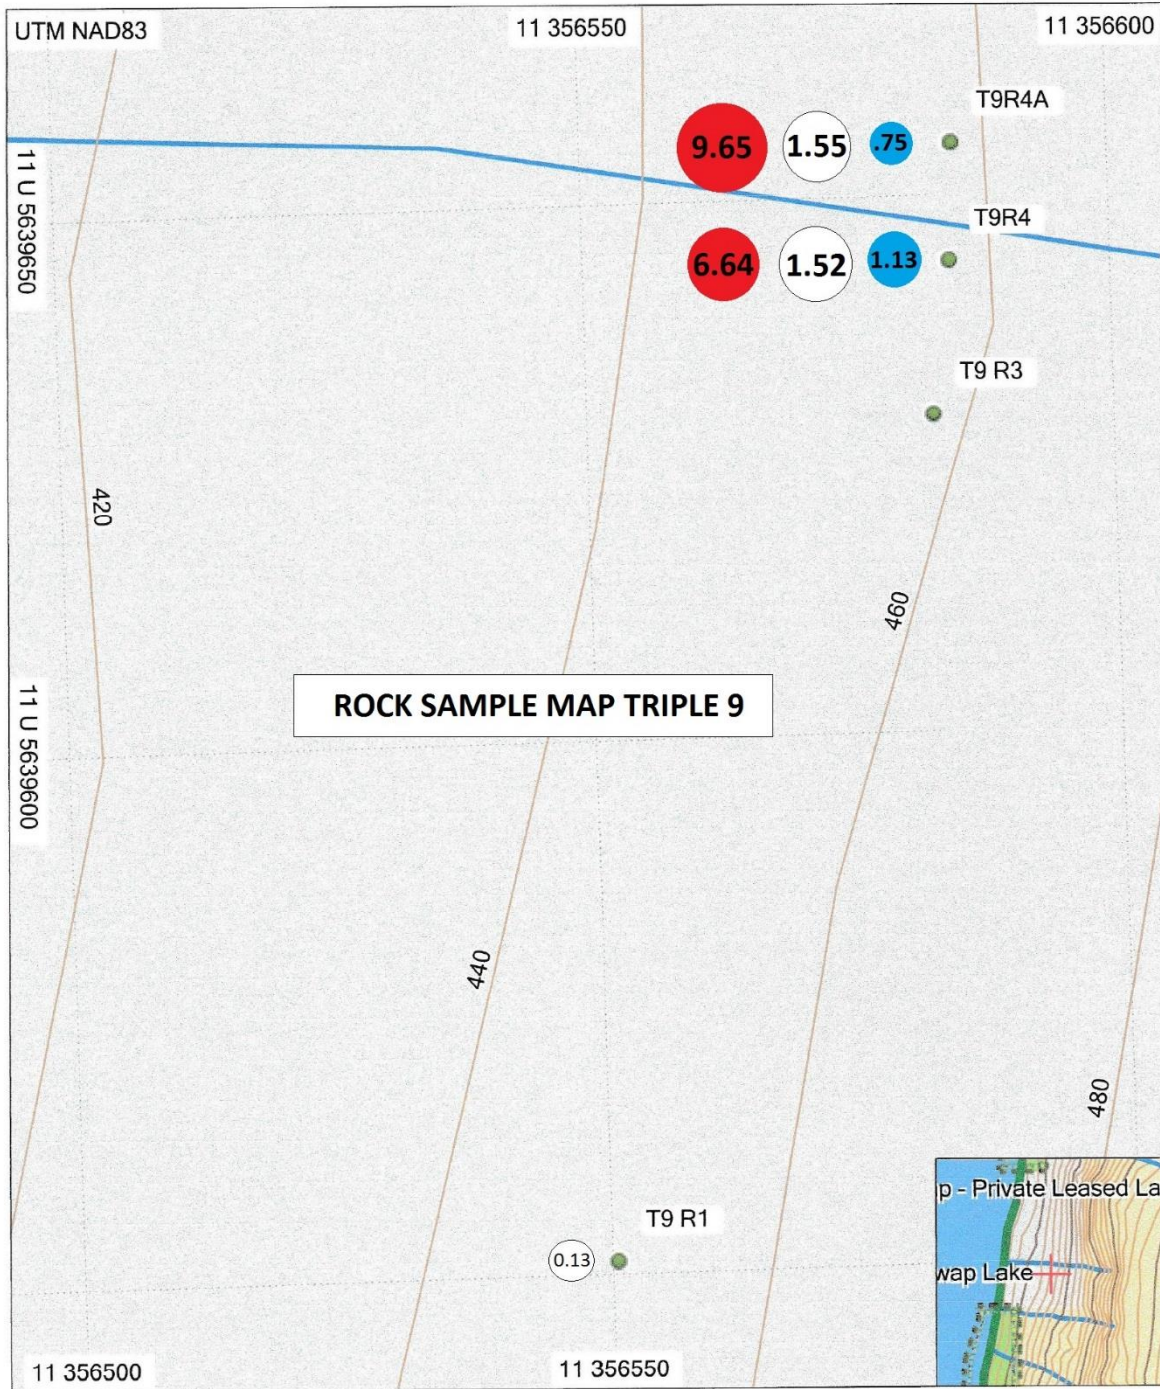 UTM NAD83
11 356550
11 356600
T9R4A
9.65 1.55 .75
11 U 5639650
T9R4
6.64 1.52 1.13
T9 R3
420
460
ROCK SAMPLE MAP TRIPLE 9
11 U 5639600
440
480
p - Private Leased La
T9 R1
0.13
wap Lake
11 356500
11 356550